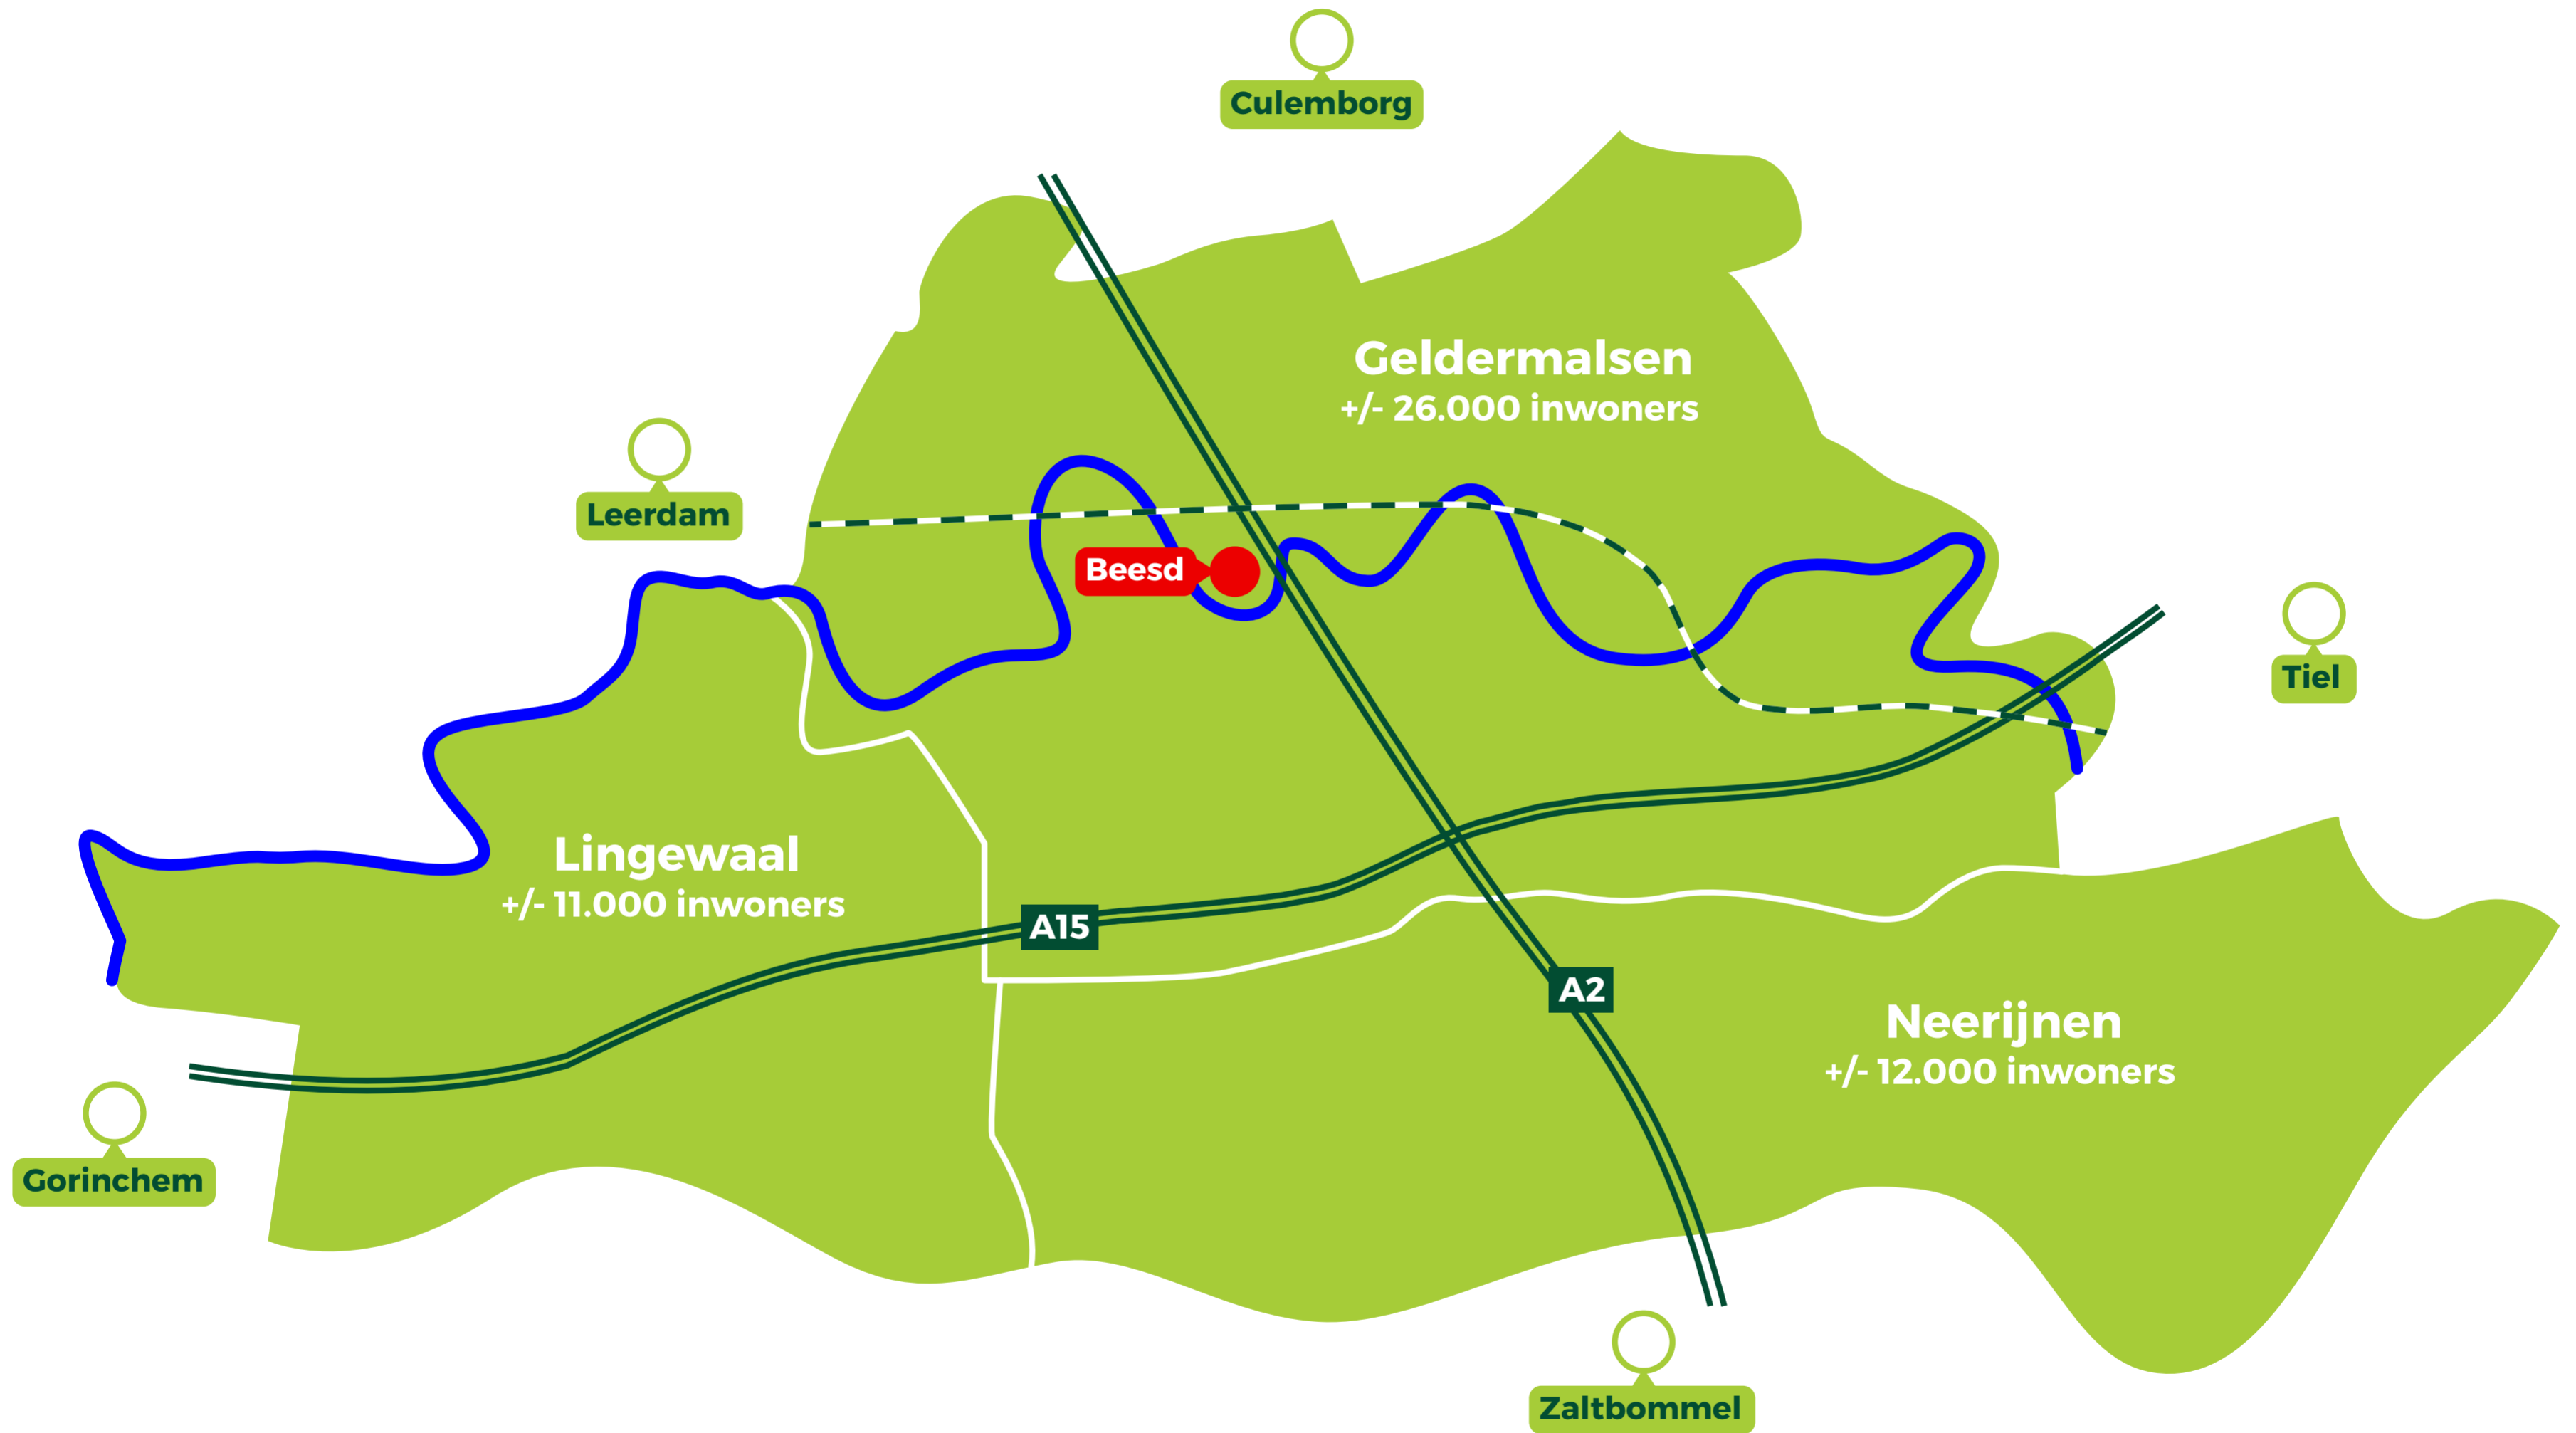 Culemborg
Geldermalsen
+/- 26.000 inwoners
Leerdam
Beesd
Tiel
Lingewaal
+/- 11.000 inwoners
A15
A2
Neerijnen
+/- 12.000 inwoners
Gorinchem
Zaltbommel